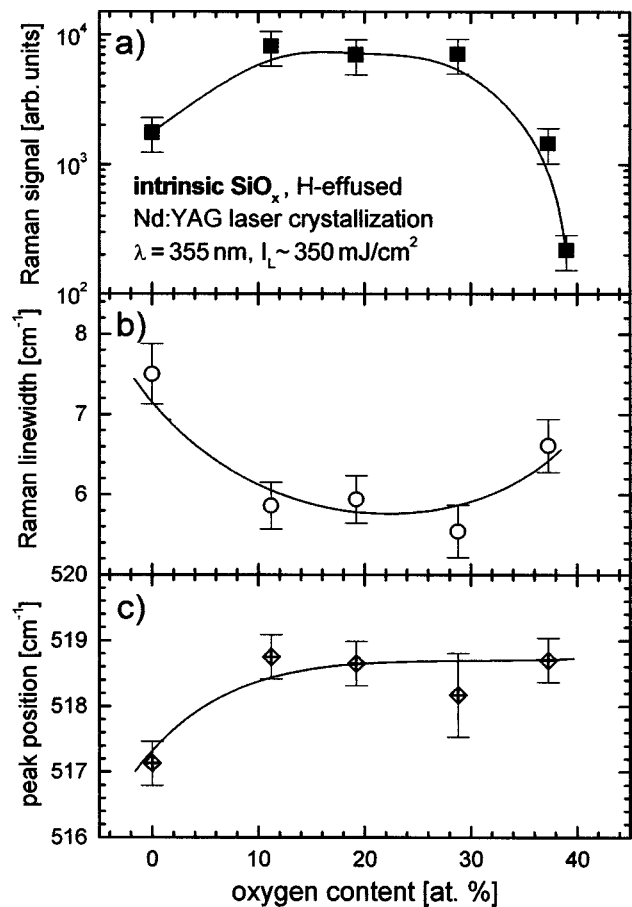 a)
10⁴
10³
10²
Raman signal [arb. units]
intrinsic SiOₓ, H-effused
Nd:YAG laser crystallization
λ = 355 nm, I_L ~ 350 mJ/cm²
b)
8
7
6
Raman linewidth [cm⁻¹]
c)
520
519
518
517
516
peak position [cm⁻¹]
0 10 20 30 40
oxygen content [at. %]